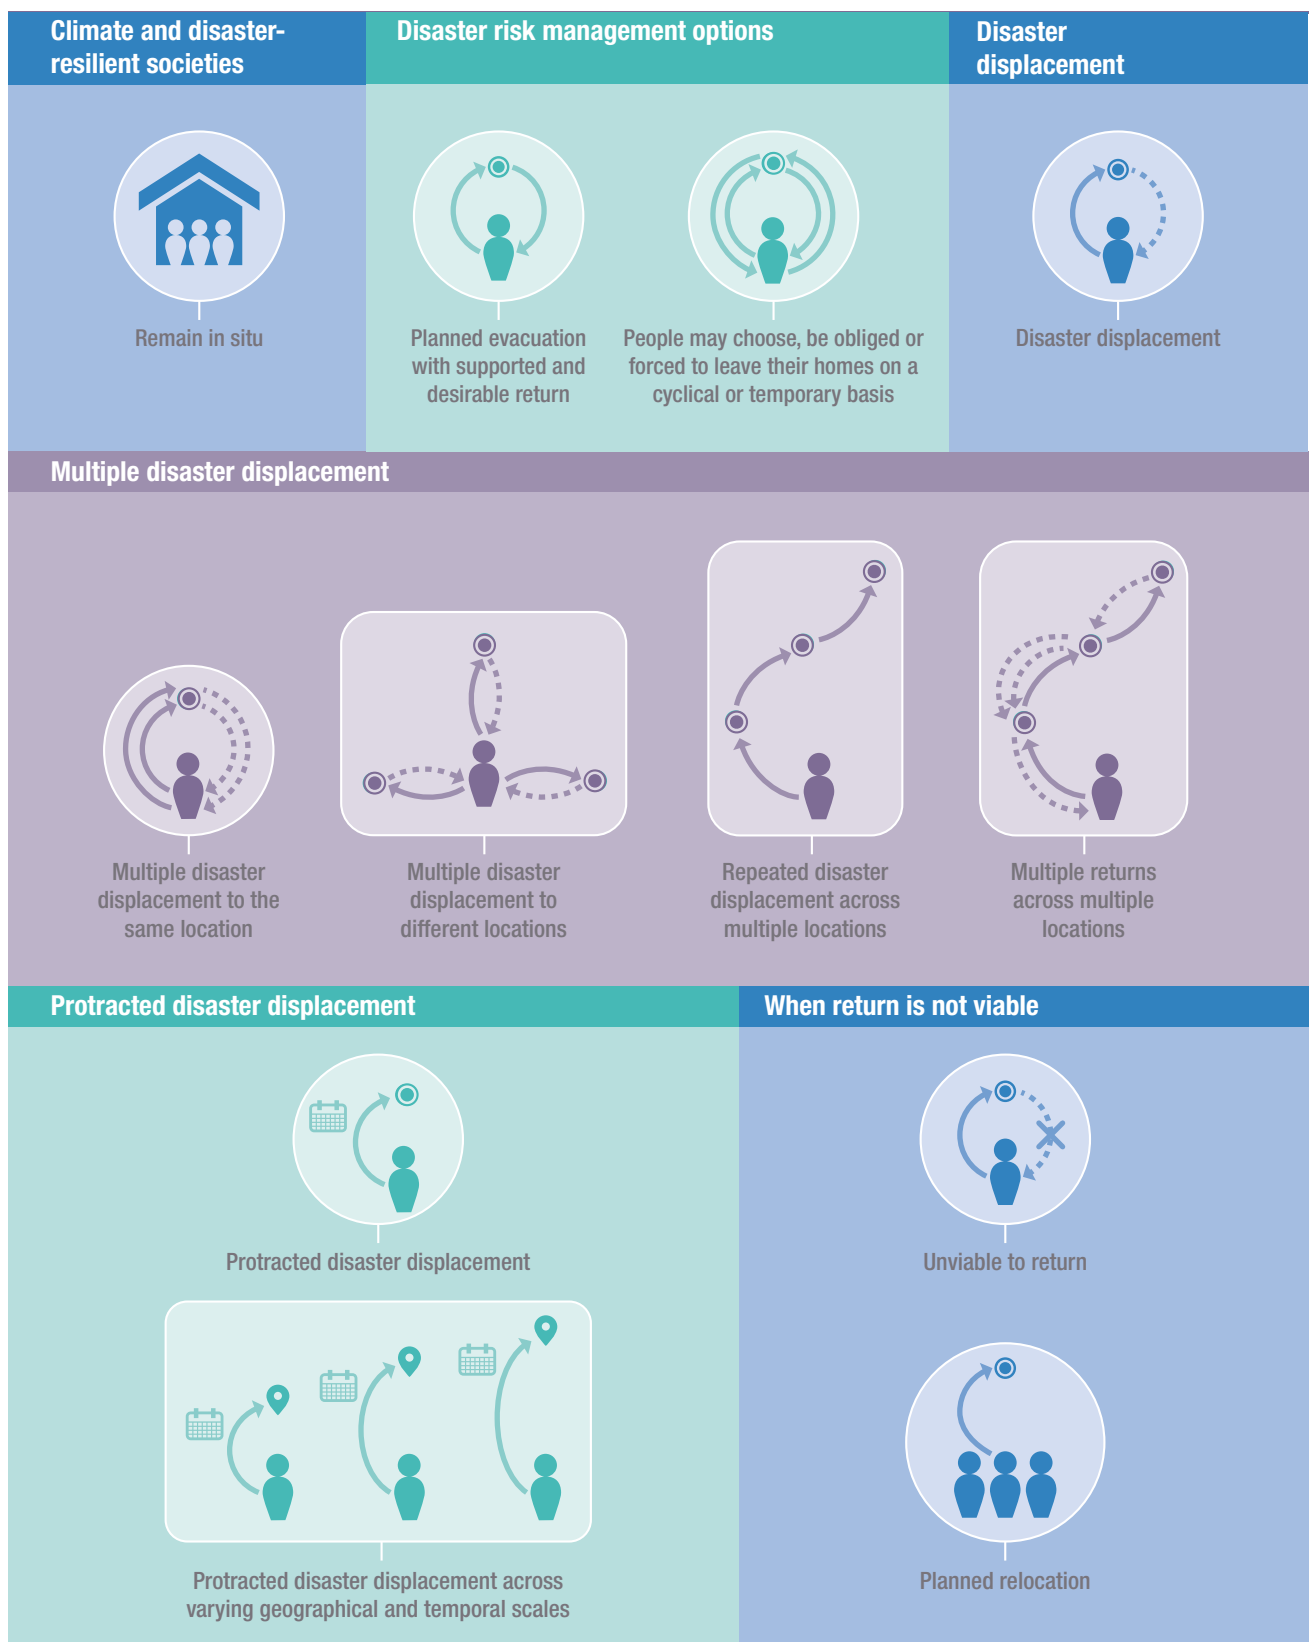 Climate and disaster-
resilient societies
Disaster risk management options
Disaster
displacement
Remain in situ
Planned evacuation
with supported and
desirable return
People may choose, be obliged or
forced to leave their homes on a
cyclical or temporary basis
Disaster displacement
Multiple disaster displacement
Multiple disaster
displacement to the
same location
Multiple disaster
displacement to
different locations
Repeated disaster
displacement across
multiple locations
Multiple returns
across multiple
locations
Protracted disaster displacement
When return is not viable
Protracted disaster displacement
Unviable to return
Protracted disaster displacement across
varying geographical and temporal scales
Planned relocation